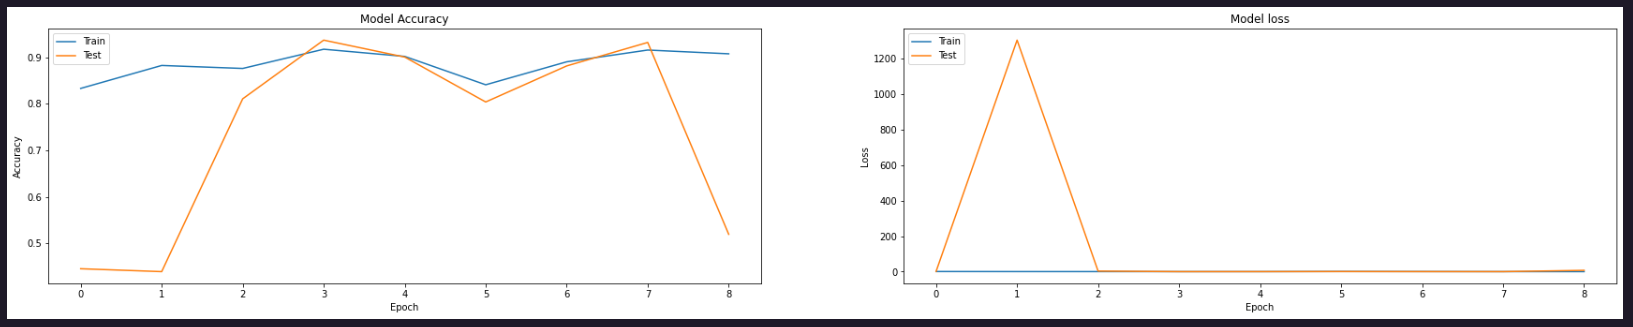 Model Accuracy
Train
Test
0.9
0.8
0.7
0.6
0.5
Accuracy
0 1 2 3 4 5 6 7 8
Epoch
Model loss
Train
Test
1200
1000
800
600
400
200
0
Loss
0 1 2 3 4 5 6 7 8
Epoch